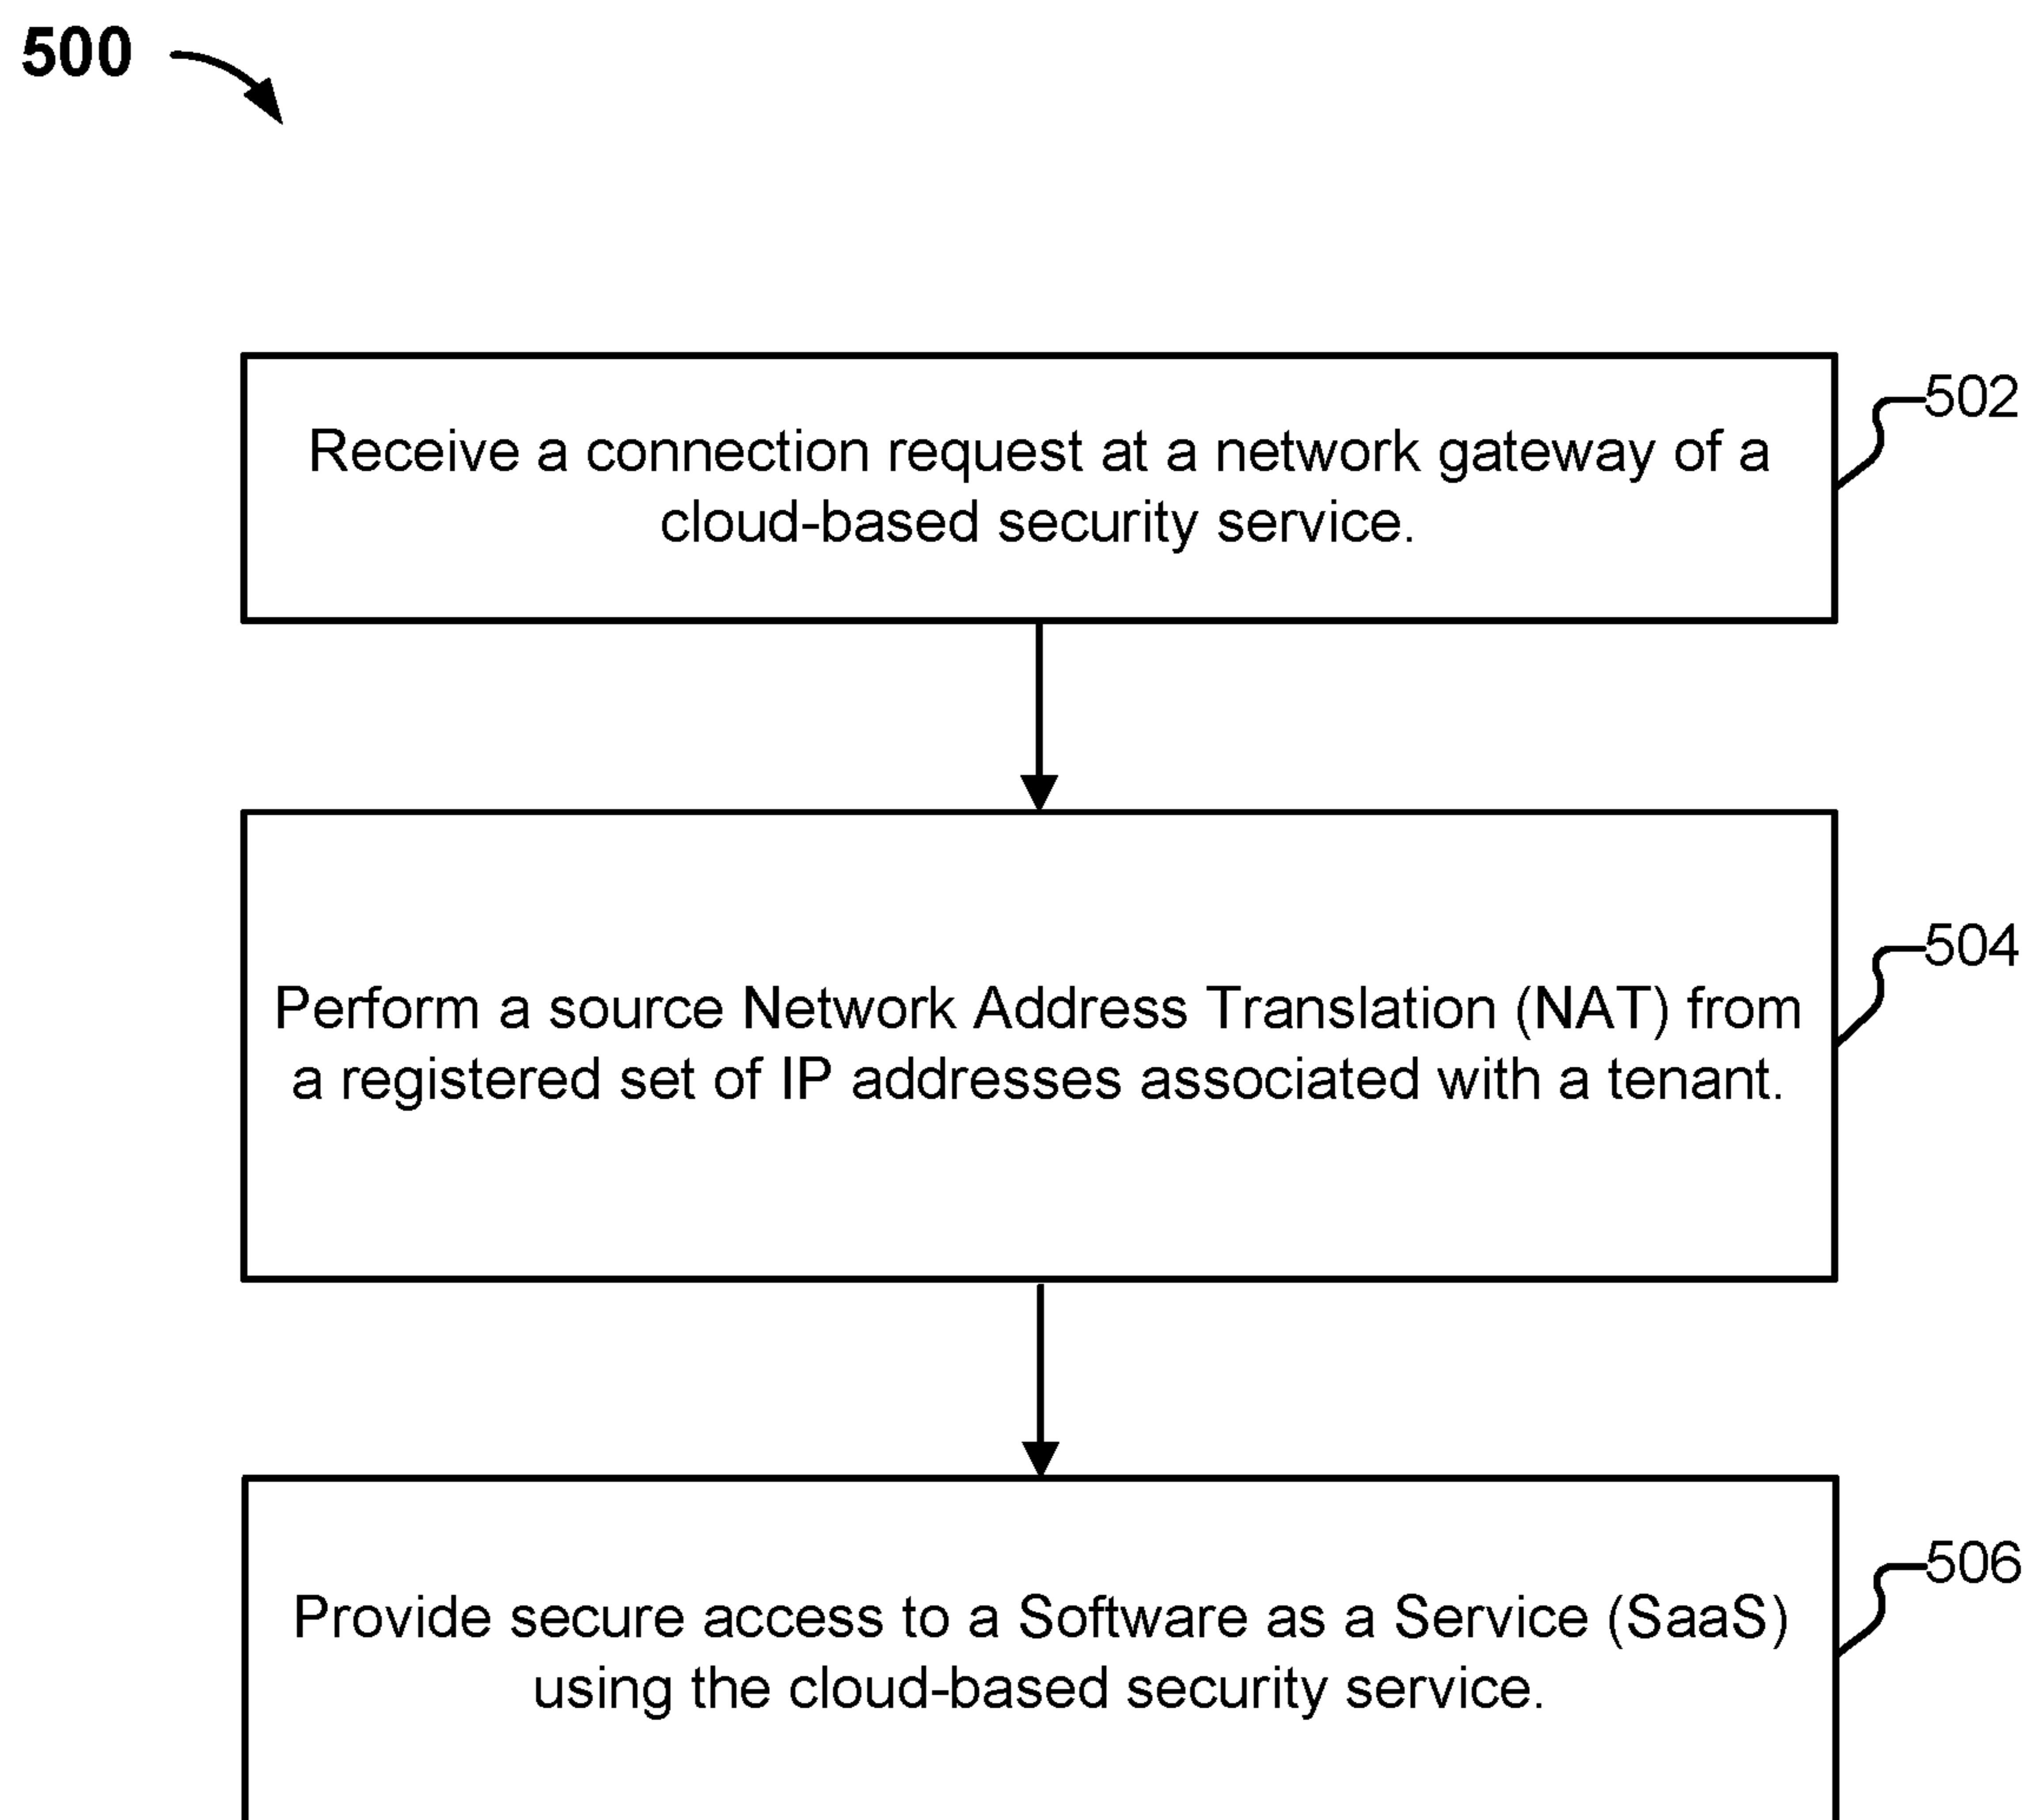 500
Receive a connection request at a network gateway of a
cloud-based security service.
502
Perform a source Network Address Translation (NAT) from
a registered set of IP addresses associated with a tenant.
504
Provide secure access to a Software as a Service (SaaS)
using the cloud-based security service.
506